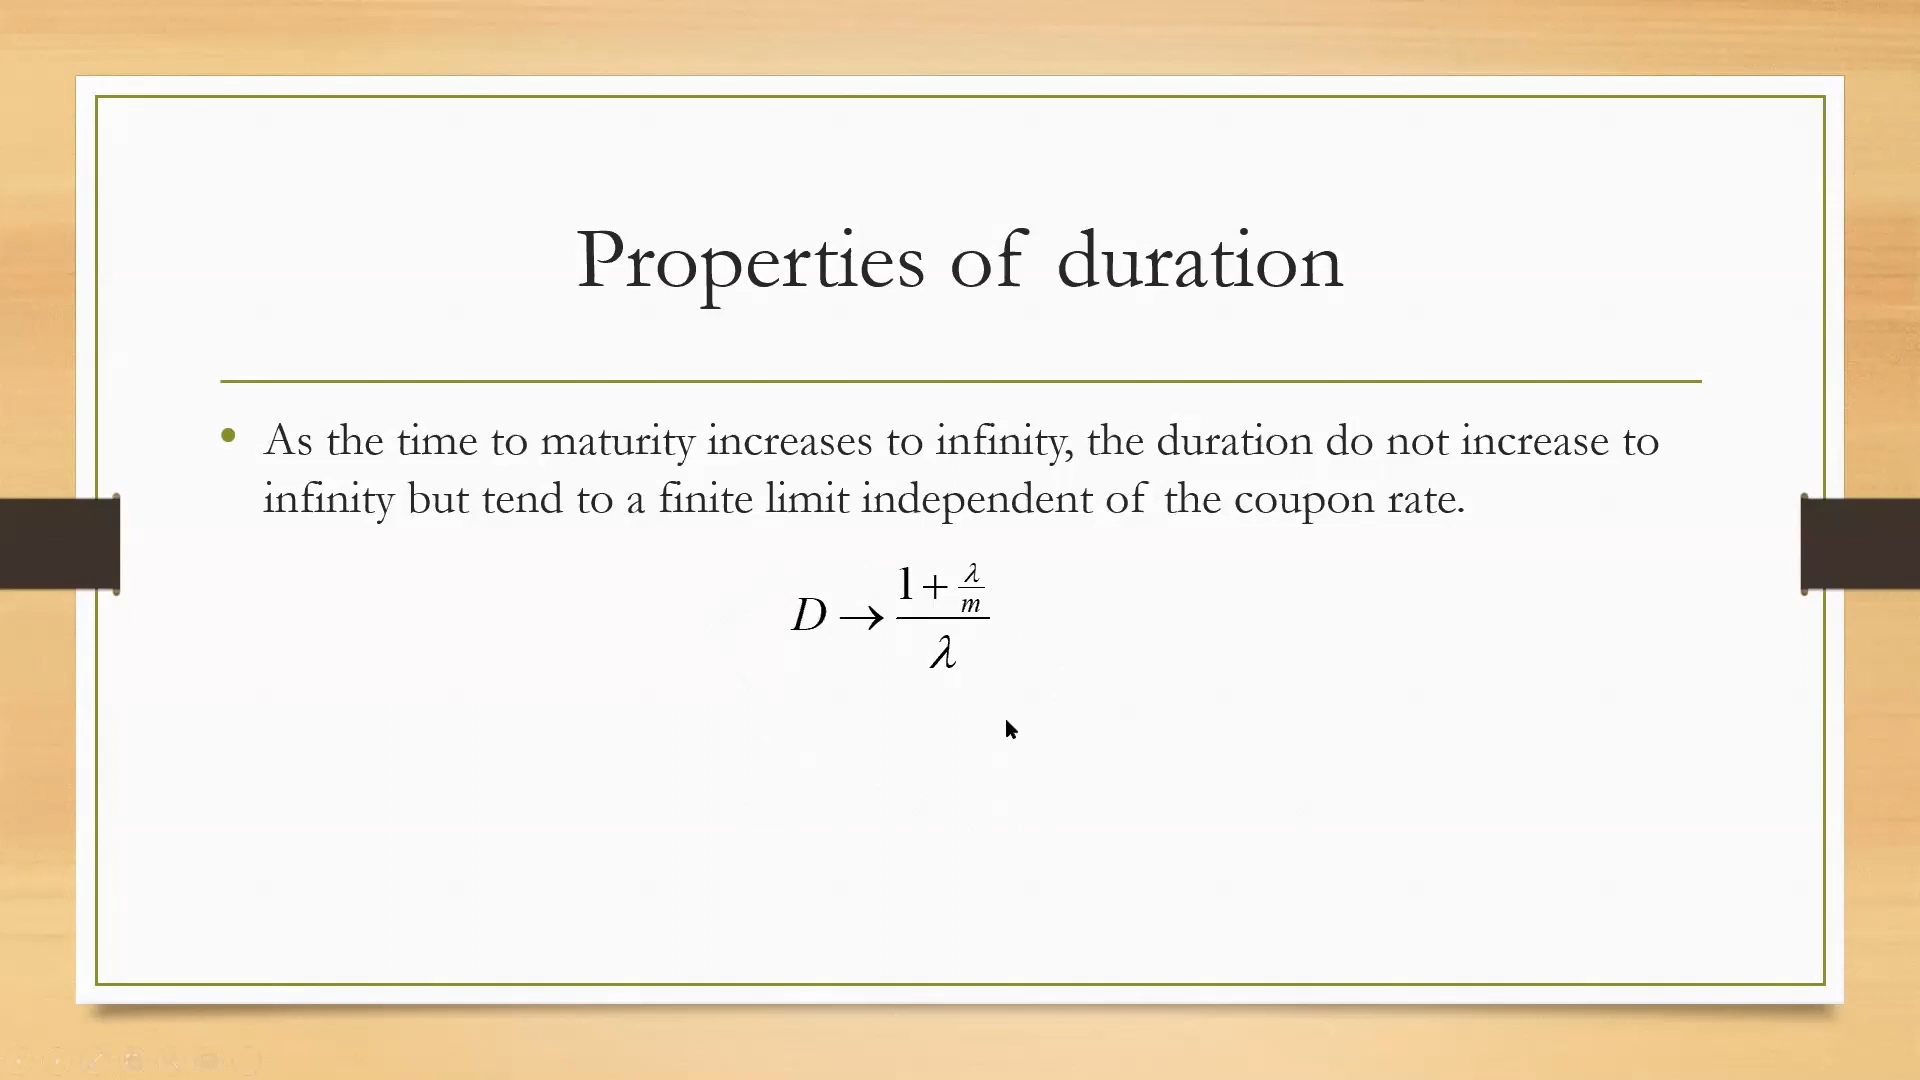 Properties of duration
As the time to maturity increases to infinity, the duration do not increase to
infinity but tend to a finite limit independent of the coupon rate.
D → (1 + λ/m) / λ